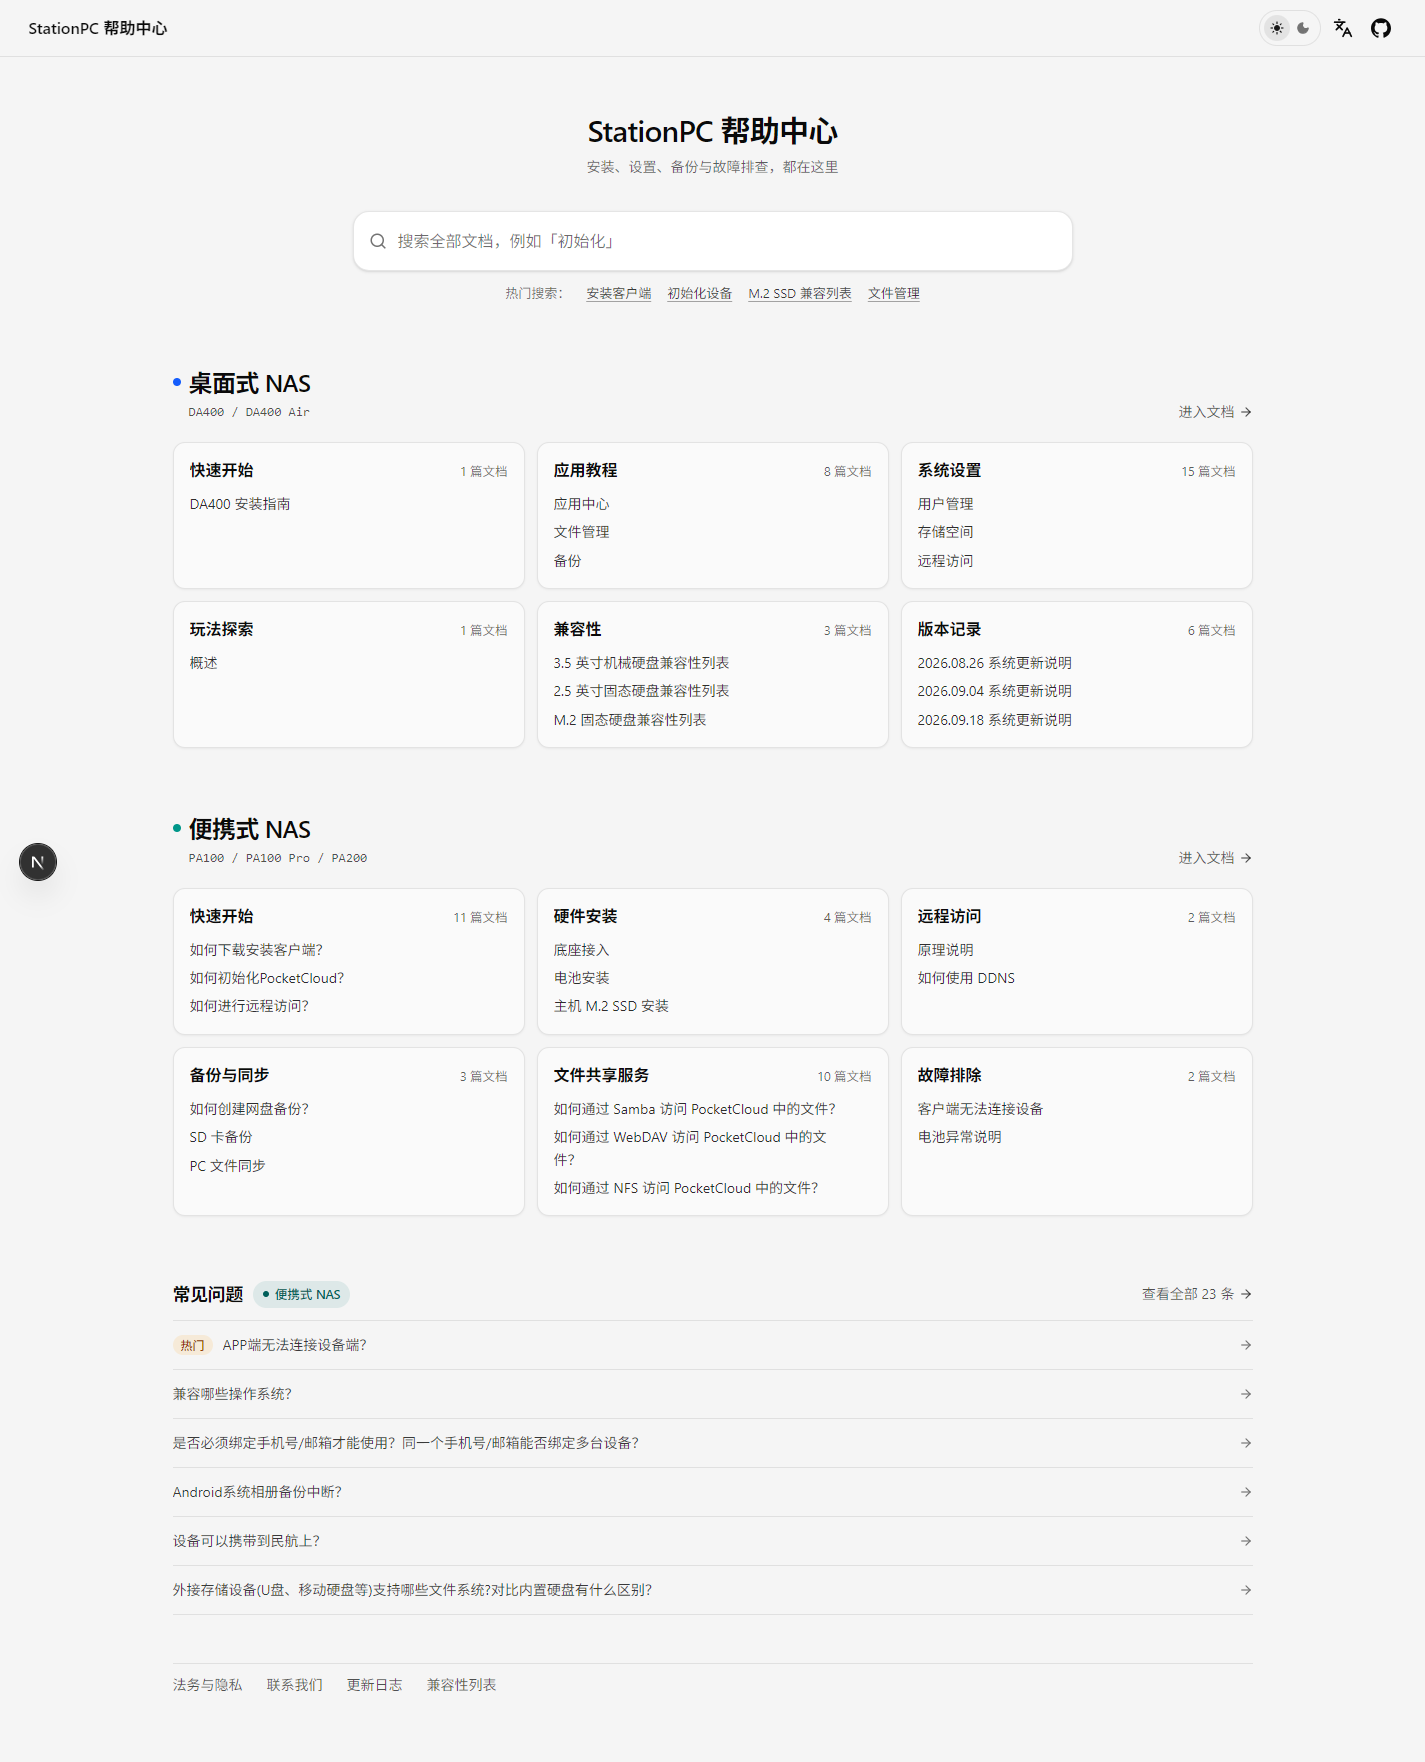 StationPC 帮助中心
StationPC 帮助中心
安装、设置、备份与故障排查，都在这里
搜索全部文档，例如「初始化」
热门搜索： 安装客户端 初始化设备 M.2 SSD 兼容列表 文件管理
桌面式 NAS
DA400 / DA400 Air
进入文档 →
快速开始 1 篇文档
DA400 安装指南
应用教程 8 篇文档
应用中心
文件管理
备份
系统设置 15 篇文档
用户管理
存储空间
远程访问
玩法探索 1 篇文档
概述
兼容性 3 篇文档
3.5 英寸机械硬盘兼容性列表
2.5 英寸固态硬盘兼容性列表
M.2 固态硬盘兼容性列表
版本记录 6 篇文档
2026.08.26 系统更新说明
2026.09.04 系统更新说明
2026.09.18 系统更新说明
便携式 NAS
PA100 / PA100 Pro / PA200
进入文档 →
快速开始 11 篇文档
如何下载安装客户端？
如何初始化PocketCloud？
如何进行远程访问？
硬件安装 4 篇文档
底座接入
电池安装
主机 M.2 SSD 安装
远程访问 2 篇文档
原理说明
如何使用 DDNS
备份与同步 3 篇文档
如何创建网盘备份？
SD 卡备份
PC 文件同步
文件共享服务 10 篇文档
如何通过 Samba 访问 PocketCloud 中的文件？
如何通过 WebDAV 访问 PocketCloud 中的文
件？
如何通过 NFS 访问 PocketCloud 中的文件？
故障排除 2 篇文档
客户端无法连接设备
电池异常说明
常见问题 便携式 NAS
查看全部 23 条 →
热门 APP端无法连接设备端？
兼容哪些操作系统？
是否必须绑定手机号/邮箱才能使用？同一个手机号/邮箱能否绑定多台设备？
Android系统相册备份中断？
设备可以携带到民航上？
外接存储设备(U盘、移动硬盘等)支持哪些文件系统?对比内置硬盘有什么区别？
法务与隐私 联系我们 更新日志 兼容性列表
N